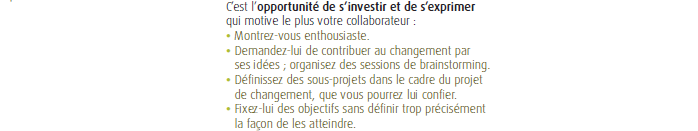 C'est l'opportunité de s'investir et de s'exprimer
qui motive le plus votre collaborateur :
• Montrez-vous enthousiaste.
• Demandez-lui de contribuer au changement par
ses idées ; organisez des sessions de brainstorming.
• Définissez des sous-projets dans le cadre du projet
de changement, que vous pourrez lui confier.
• Fixez-lui des objectifs sans définir trop précisément
la façon de les atteindre.